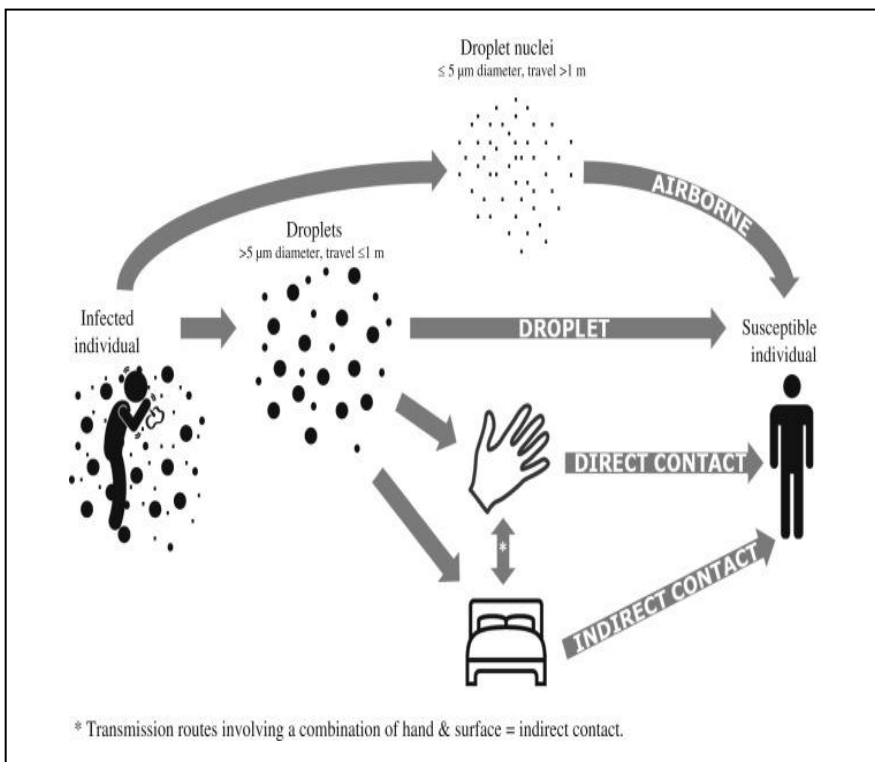 Droplet nuclei
≤ 5 μm diameter, travel >1 m
AIRBORNE
Droplets
>5 μm diameter, travel ≤1 m
Infected
individual
DROPLET
Susceptible
individual
DIRECT CONTACT
*
INDIRECT CONTACT
* Transmission routes involving a combination of hand & surface = indirect contact.